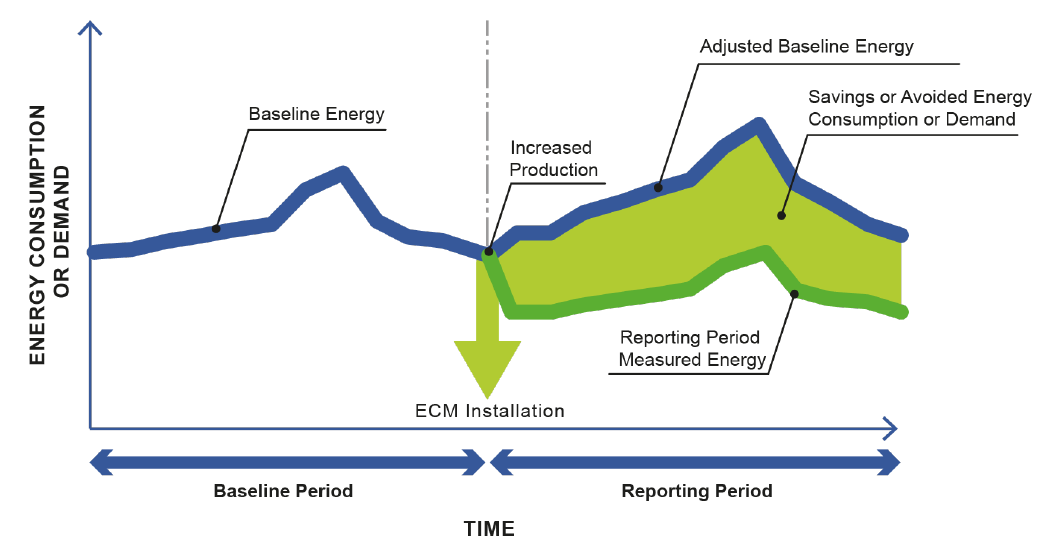 Adjusted Baseline Energy
Savings or Avoided Energy
Consumption or Demand
Baseline Energy
Increased
Production
ENERGY CONSUMPTION
OR DEMAND
Reporting Period
Measured Energy
ECM Installation
Baseline Period
Reporting Period
TIME